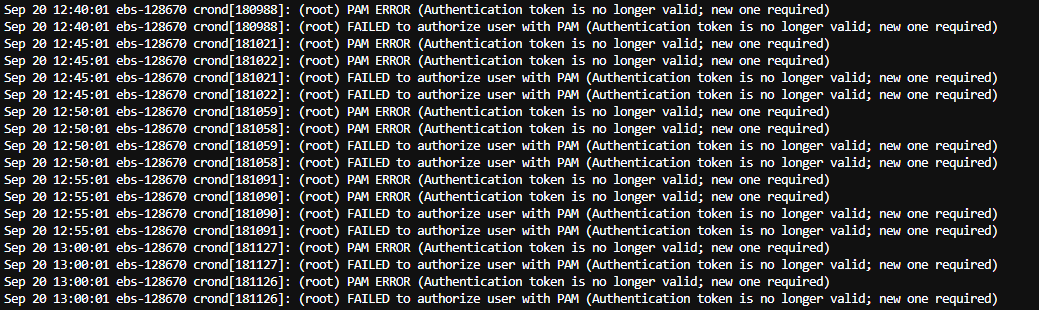 Sep 20 12:40:01 ebs-128670 crond[180988]: (root) PAM ERROR (Authentication token is no longer valid; new one required)
Sep 20 12:40:01 ebs-128670 crond[180988]: (root) FAILED to authorize user with PAM (Authentication token is no longer valid; new one required)
Sep 20 12:45:01 ebs-128670 crond[181021]: (root) PAM ERROR (Authentication token is no longer valid; new one required)
Sep 20 12:45:01 ebs-128670 crond[181022]: (root) PAM ERROR (Authentication token is no longer valid; new one required)
Sep 20 12:45:01 ebs-128670 crond[181021]: (root) FAILED to authorize user with PAM (Authentication token is no longer valid; new one required)
Sep 20 12:45:01 ebs-128670 crond[181022]: (root) FAILED to authorize user with PAM (Authentication token is no longer valid; new one required)
Sep 20 12:50:01 ebs-128670 crond[181059]: (root) PAM ERROR (Authentication token is no longer valid; new one required)
Sep 20 12:50:01 ebs-128670 crond[181058]: (root) PAM ERROR (Authentication token is no longer valid; new one required)
Sep 20 12:50:01 ebs-128670 crond[181059]: (root) FAILED to authorize user with PAM (Authentication token is no longer valid; new one required)
Sep 20 12:50:01 ebs-128670 crond[181058]: (root) FAILED to authorize user with PAM (Authentication token is no longer valid; new one required)
Sep 20 12:55:01 ebs-128670 crond[181091]: (root) PAM ERROR (Authentication token is no longer valid; new one required)
Sep 20 12:55:01 ebs-128670 crond[181090]: (root) PAM ERROR (Authentication token is no longer valid; new one required)
Sep 20 12:55:01 ebs-128670 crond[181090]: (root) FAILED to authorize user with PAM (Authentication token is no longer valid; new one required)
Sep 20 12:55:01 ebs-128670 crond[181091]: (root) FAILED to authorize user with PAM (Authentication token is no longer valid; new one required)
Sep 20 13:00:01 ebs-128670 crond[181127]: (root) PAM ERROR (Authentication token is no longer valid; new one required)
Sep 20 13:00:01 ebs-128670 crond[181127]: (root) FAILED to authorize user with PAM (Authentication token is no longer valid; new one required)
Sep 20 13:00:01 ebs-128670 crond[181126]: (root) PAM ERROR (Authentication token is no longer valid; new one required)
Sep 20 13:00:01 ebs-128670 crond[181126]: (root) FAILED to authorize user with PAM (Authentication token is no longer valid; new one required)